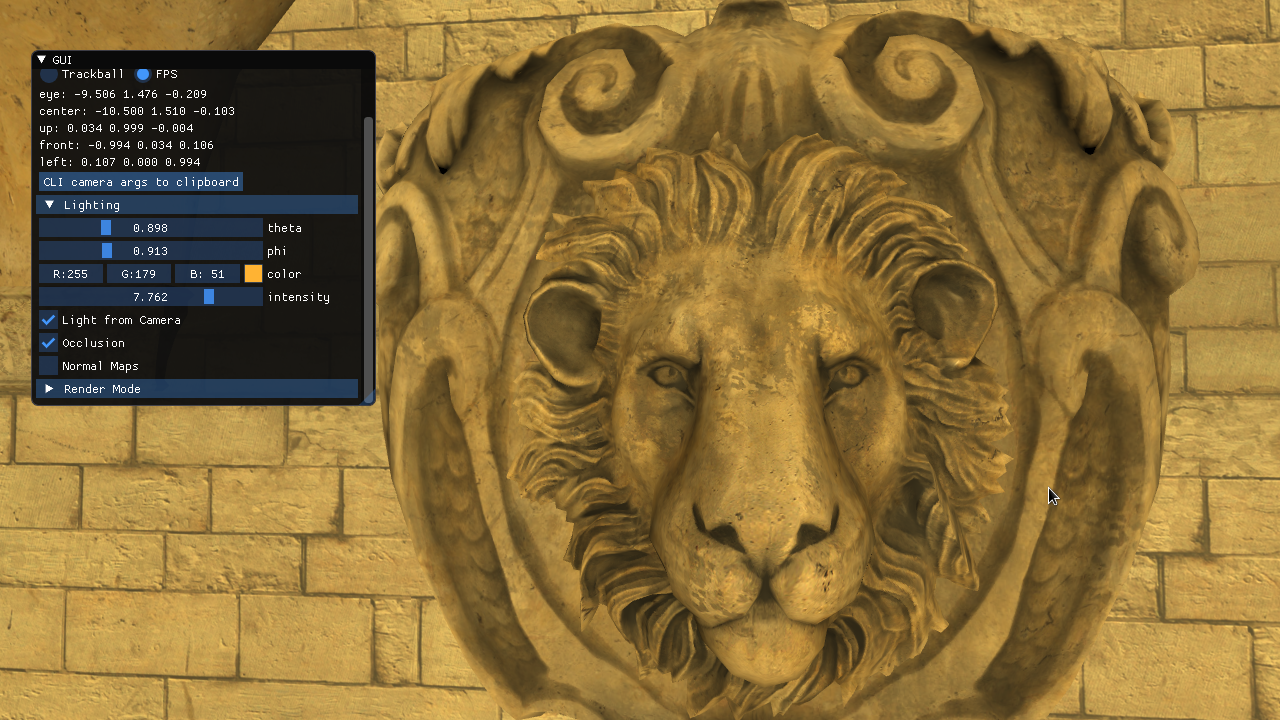 GUI
Trackball FPS
eye: -9.506 1.476 -0.209
center: -10.500 1.510 -0.103
up: 0.034 0.999 -0.004
front: -0.994 0.034 0.106
left: 0.107 0.000 0.994
CLI camera args to clipboard
Lighting
0.898 theta
0.913 phi
R:255 G:179 B: 51 color
7.762 intensity
Light from Camera
Occlusion
Normal Maps
Render Mode